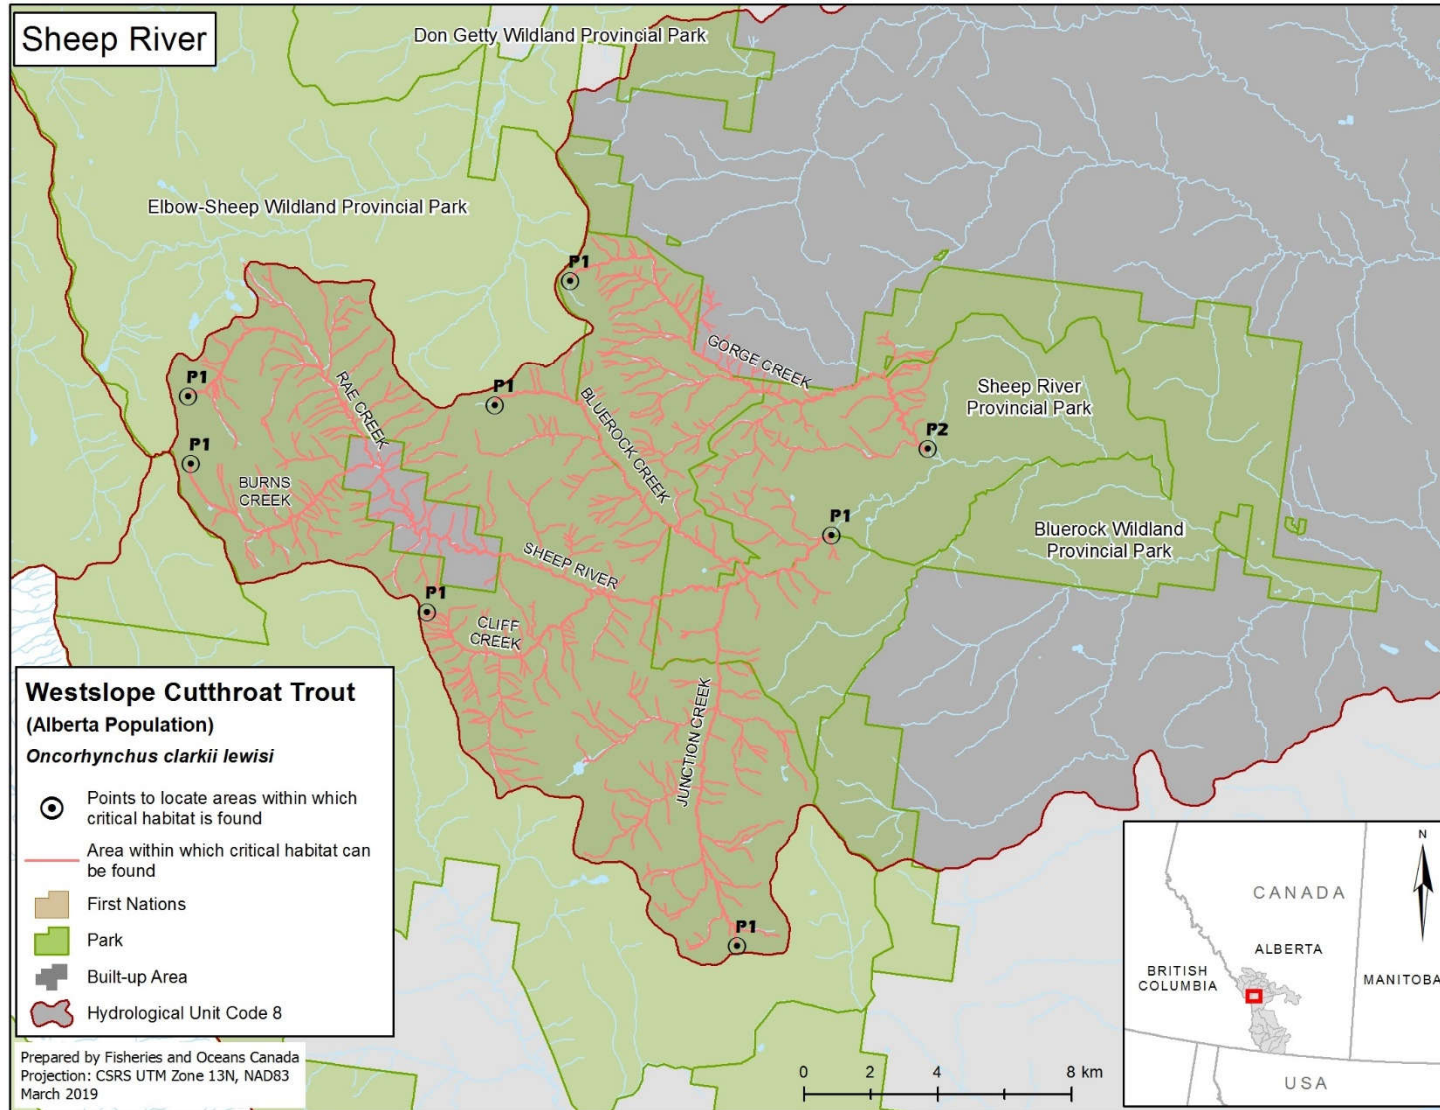 Sheep River
Don Getty Wildland Provincial Park
Elbow-Sheep Wildland Provincial Park
P1
GORGE CREEK
RAE CREEK
P1
P1
BLUEROCK CREEK
Sheep River
Provincial Park
P2
P1
BURNS
CREEK
P1
Bluerock Wildland
Provincial Park
SHEEP RIVER
P1
CLIFF
CREEK
JUNCTION CREEK
P1
Westslope Cutthroat Trout
(Alberta Population)
Oncorhynchus clarkii lewisi
Points to locate areas within which
critical habitat is found
Area within which critical habitat can
be found
First Nations
Park
Built-up Area
Hydrological Unit Code 8
Prepared by Fisheries and Oceans Canada
Projection: CSRS UTM Zone 13N, NAD83
March 2019
0 2 4 8 km
N
CANADA
ALBERTA
BRITISH
COLUMBIA
MANITOBA
USA